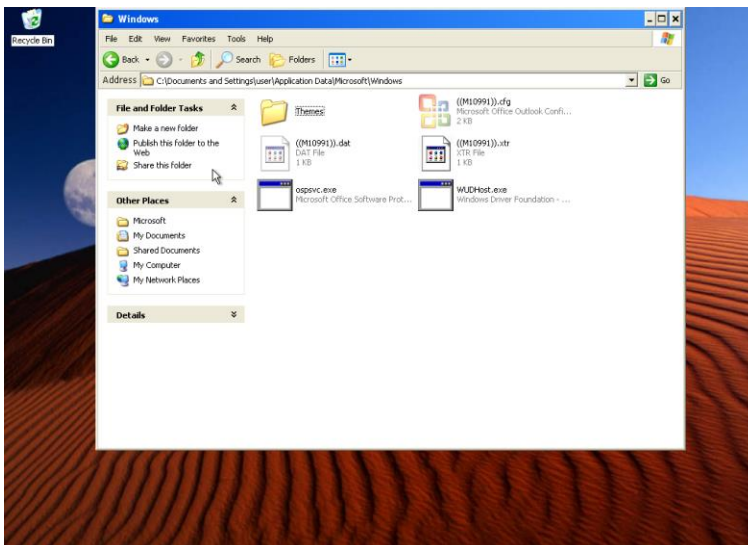 Recycle Bin
Windows
File Edit View Favorites Tools Help
Back Search Folders
Address C:\Documents and Settings\user\Application Data\Microsoft\Windows Go
File and Folder Tasks
Make a new folder
Publish this folder to the
Web
Share this folder
Other Places
Microsoft
My Documents
Shared Documents
My Computer
My Network Places
Details
Themes
((M10991)).cfg
Microsoft Office Outlook Confi...
2 KB
((M10991)).dat
DAT File
1 KB
((M10991)).xtr
XTR File
1 KB
ospsvc.exe
Microsoft Office Software Prot...
WUDHost.exe
Windows Driver Foundation - ...